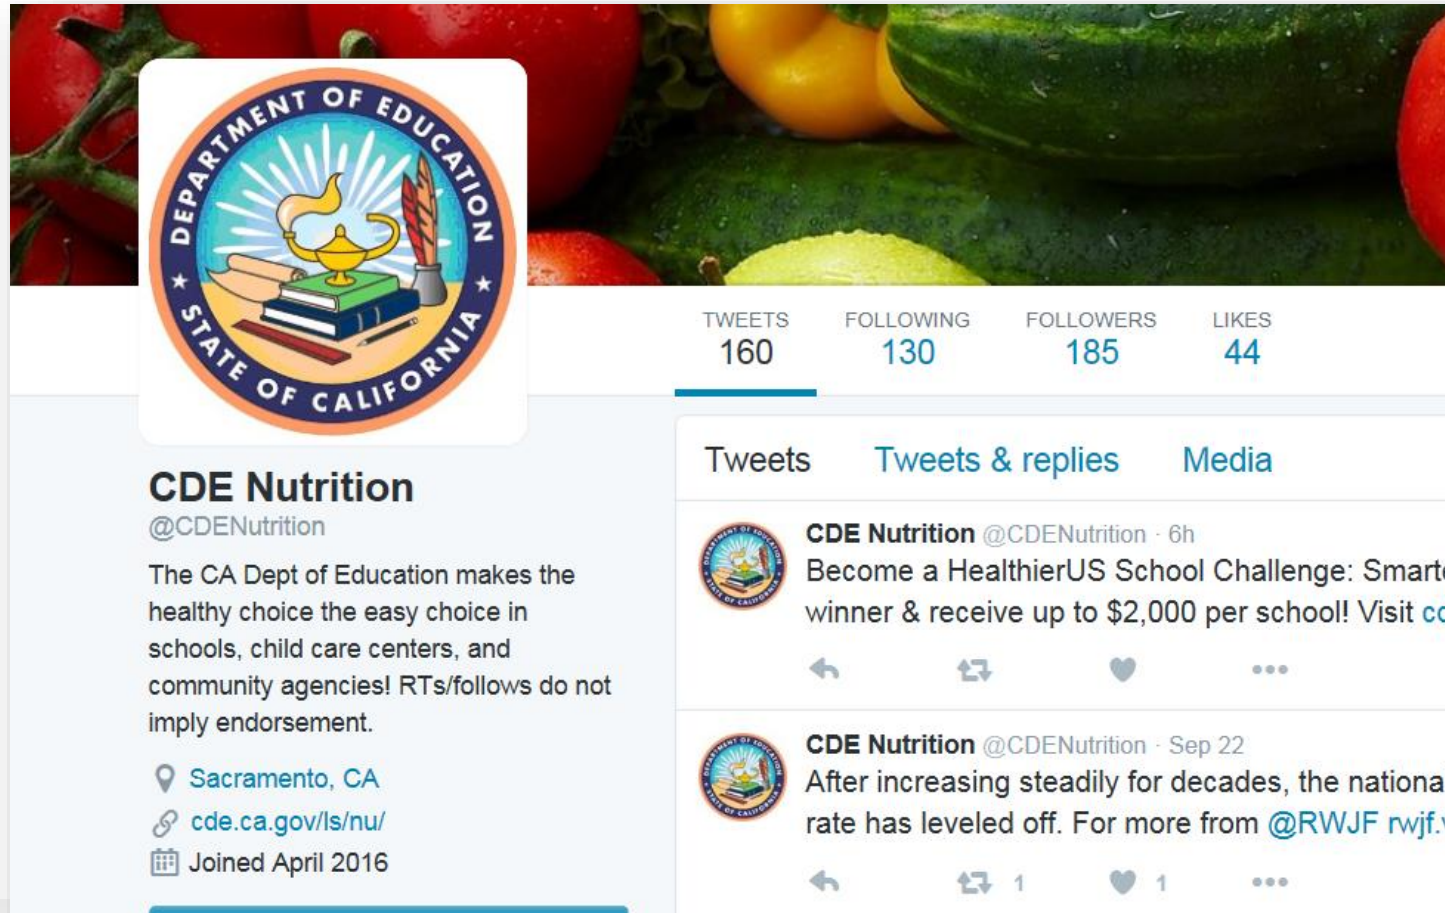 DEPARTMENT OF EDUCATION
STATE OF CALIFORNIA
TWEETS FOLLOWING FOLLOWERS LIKES
160 130 185 44
CDE Nutrition
@CDENutrition
The CA Dept of Education makes the
healthy choice the easy choice in
schools, child care centers, and
community agencies! RTs/follows do not
imply endorsement.
Sacramento, CA
cde.ca.gov/ls/nu/
Joined April 2016
Tweets Tweets & replies Media
CDE Nutrition @CDENutrition · 6h
Become a HealthierUS School Challenge: Smarte
winner & receive up to $2,000 per school! Visit co
CDE Nutrition @CDENutrition · Sep 22
After increasing steadily for decades, the nationa
rate has leveled off. For more from @RWJF rwjf.
1 1